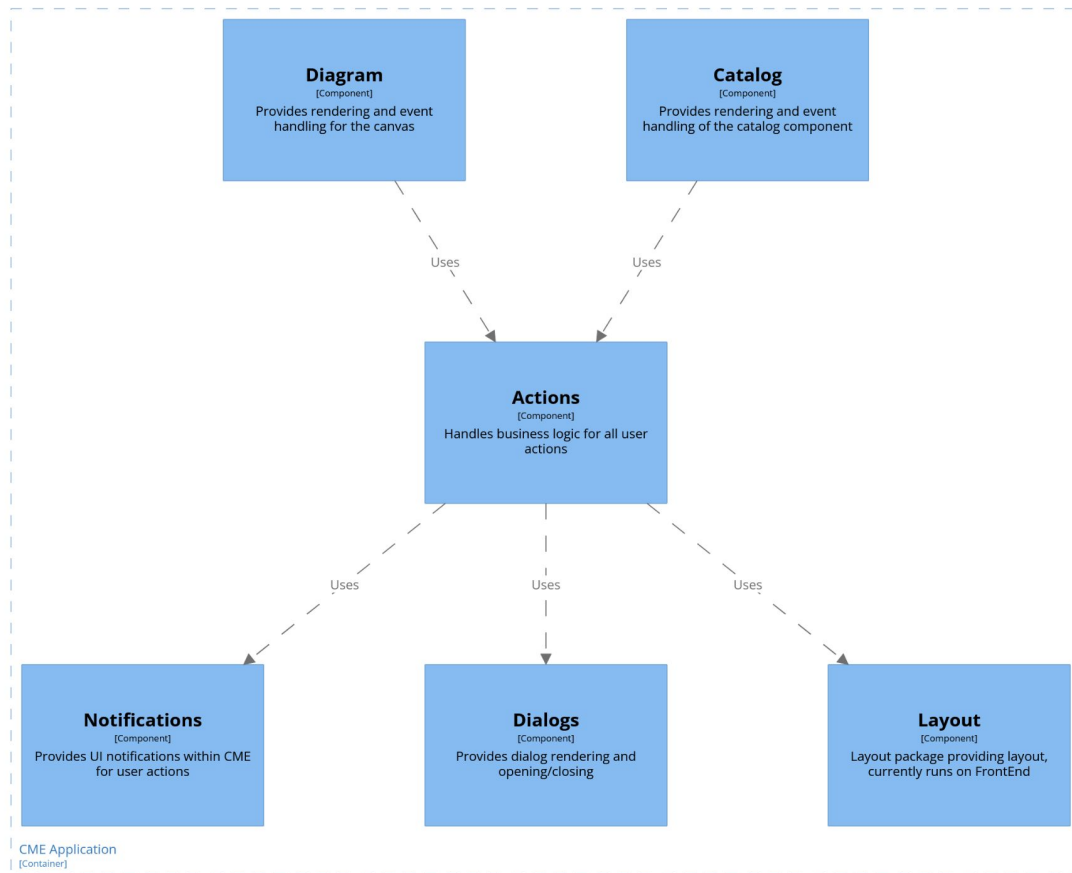 Diagram
[Component]
Provides rendering and event
handling for the canvas
Catalog
[Component]
Provides rendering and event
handling of the catalog component
Uses
Uses
Actions
[Component]
Handles business logic for all user
actions
Uses
Uses
Uses
Notifications
[Component]
Provides UI notifications within CME
for user actions
Dialogs
[Component]
Provides dialog rendering and
opening/closing
Layout
[Component]
Layout package providing layout,
currently runs on FrontEnd
CME Application
[Container]